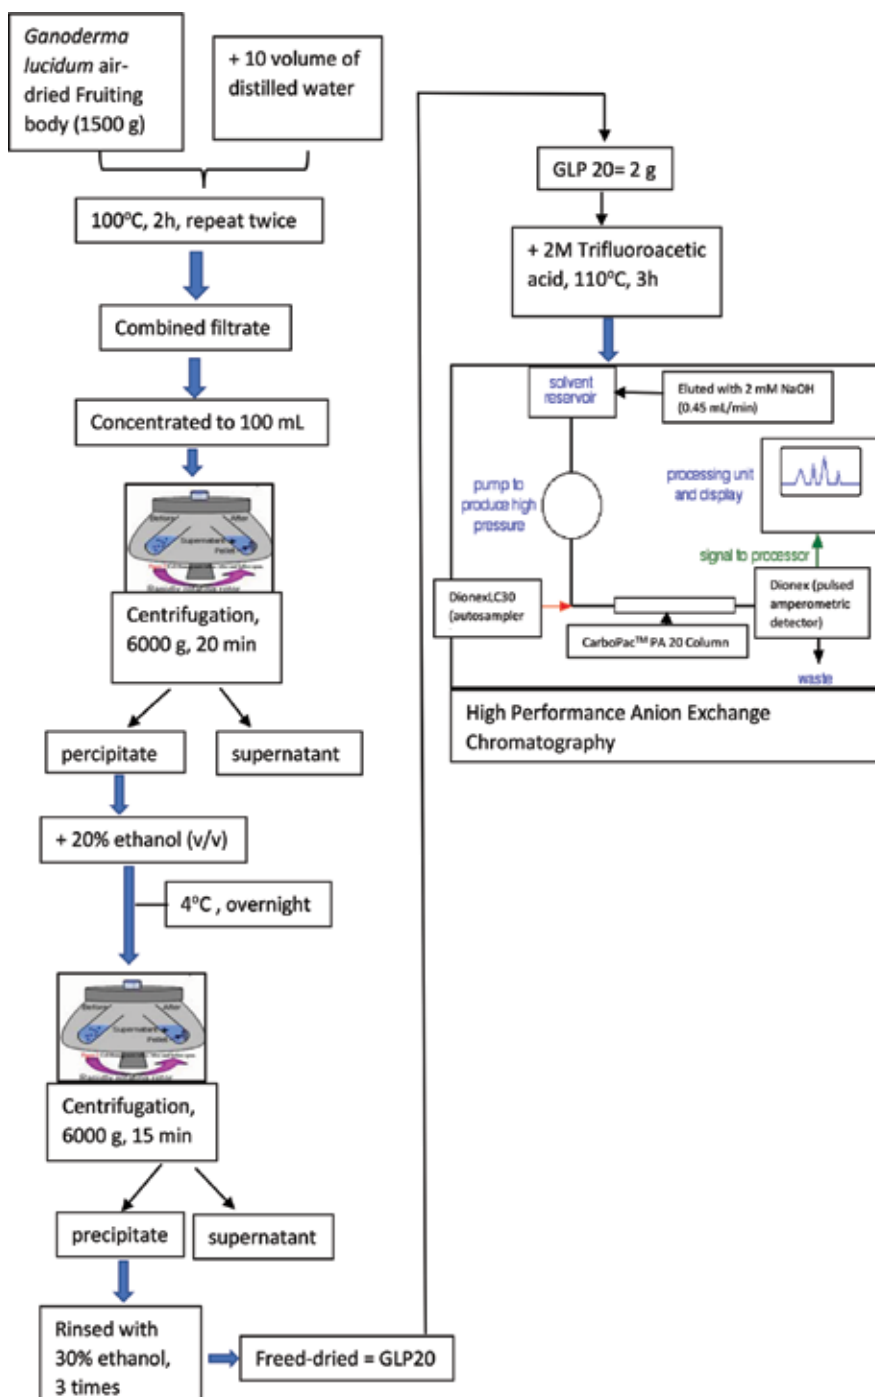 Ganoderma
lucidum air-
dried Fruiting
body (1500 g)
+ 10 volume of
distilled water
100°C, 2h, repeat twice
Combined filtrate
Concentrated to 100 mL
Before
After
Supernatant
Pellet
Centrifugation,
6000 g, 20 min
percipitate
supernatant
+ 20% ethanol (v/v)
4°C , overnight
Before
After
Supernatant
Pellet
Centrifugation,
6000 g, 15 min
precipitate
supernatant
Rinsed with
30% ethanol,
3 times
Freed-dried = GLP20
GLP 20= 2 g
+ 2M Trifluoroacetic
acid, 110°C, 3h
solvent
reservoir
Eluted with 2 mM NaOH
(0.45 mL/min)
pump to
produce high
pressure
processing unit
and display
signal to processor
DionexLC30
(autosampler
CarboPac™ PA 20 Column
Dionex (pulsed
amperometric
detector)
waste
High Performance Anion Exchange
Chromatography